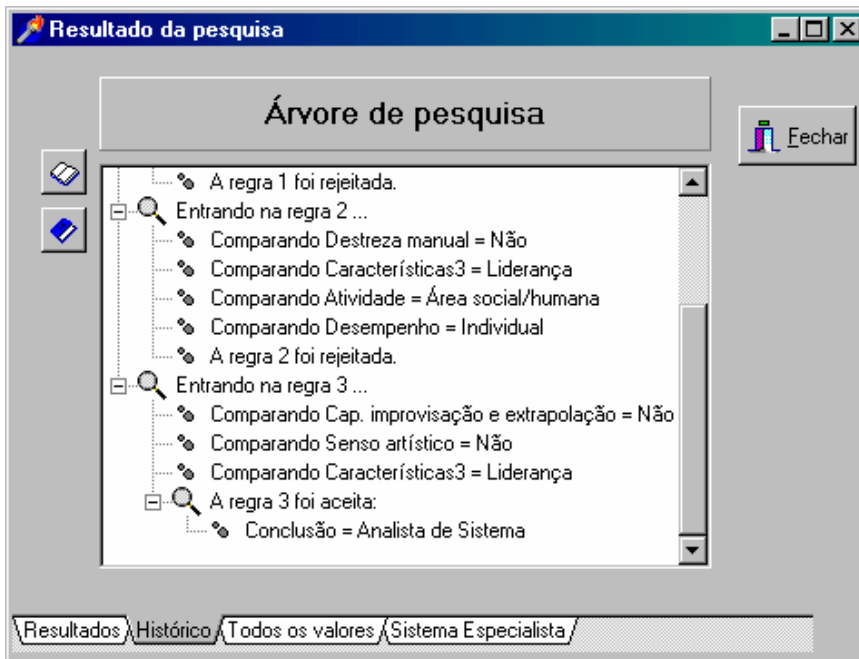 Resultado da pesquisa
Árvore de pesquisa
Fechar
A regra 1 foi rejeitada.
Entrando na regra 2 ...
Comparando Destreza manual = Não
Comparando Características3 = Liderança
Comparando Atividade = Área social/humana
Comparando Desempenho = Individual
A regra 2 foi rejeitada.
Entrando na regra 3 ...
Comparando Cap. improvisação e extrapolação = Não
Comparando Senso artístico = Não
Comparando Características3 = Liderança
A regra 3 foi aceita:
Conclusão = Analista de Sistema
Resultados Histórico Todos os valores Sistema Especialista